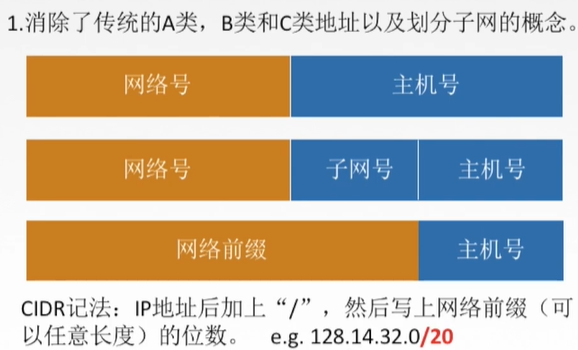 1.消除了传统的A类，B类和C类地址以及划分子网的概念。
网络号 主机号
网络号 子网号 主机号
网络前缀 主机号
CIDR记法：IP地址后加上“/”，然后写上网络前缀（可
以任意长度）的位数。 e.g. 128.14.32.0/20